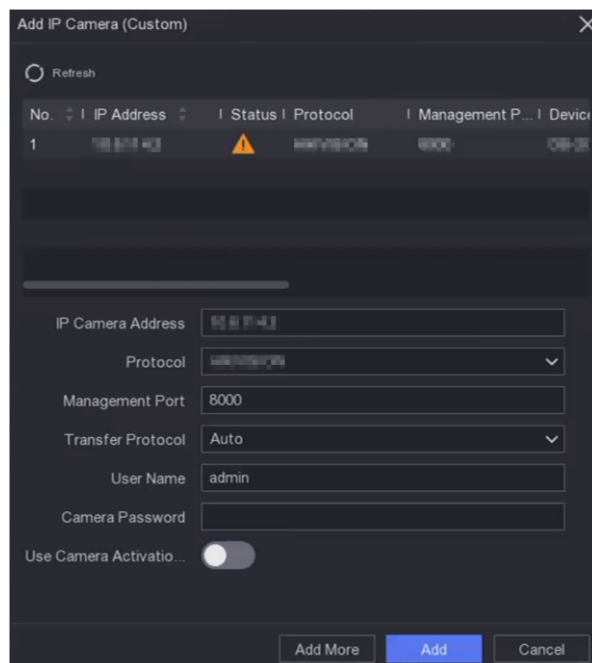 Add IP Camera (Custom)
Refresh
No. | IP Address | Status | Protocol | Management P... | Device
1
IP Camera Address
Protocol
Management Port 8000
Transfer Protocol Auto
User Name admin
Camera Password
Use Camera Activatio...
Add More Add Cancel